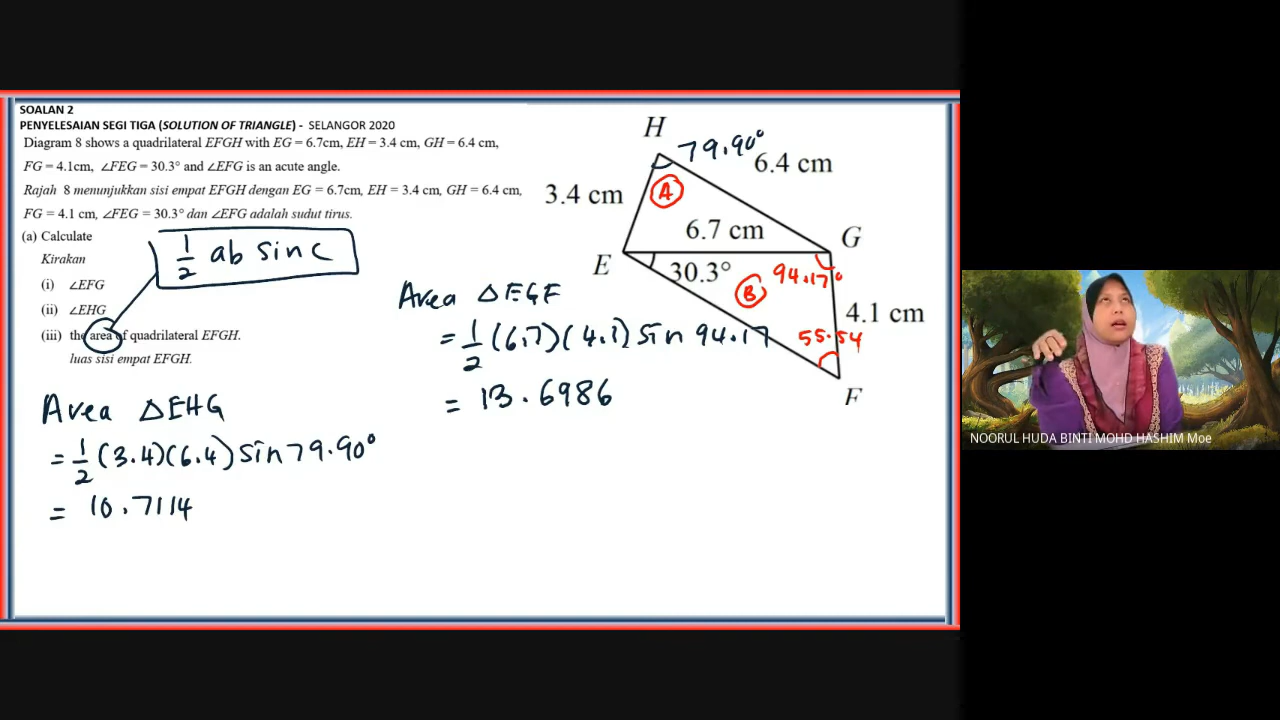 SOALAN 2
PENYELESAIAN SEGI TIGA (SOLUTION OF TRIANGLE) - SELANGOR 2020
Diagram 8 shows a quadrilateral EFGH with EG = 6.7cm, EH = 3.4 cm, GH = 6.4 cm,
FG = 4.1cm, ∠FEG = 30.3° and ∠EFG is an acute angle.
Rajah 8 menunjukkan sisi empat EFGH dengan EG = 6.7cm, EH = 3.4 cm, GH = 6.4 cm,
FG = 4.1 cm, ∠FEG = 30.3° dan ∠EFG adalah sudut tirus.
(a) Calculate
Kirakan
(i) ∠EFG
(ii) ∠EHG
(iii) the area of quadrilateral EFGH.
luas sisi empat EFGH.
1/2 ab sin C
Area △EHG
= 1/2 (3.4)(6.4) sin 79.90°
= 10.7114
Area △EGF
= 1/2 (6.7)(4.1) sin 94.17
= 13.6986
H
79.90°
6.4 cm
3.4 cm
A
6.7 cm
G
E
30.3°
94.17°
B
4.1 cm
55.54
F
NOORUL HUDA BINTI MOHD HASHIM Moe